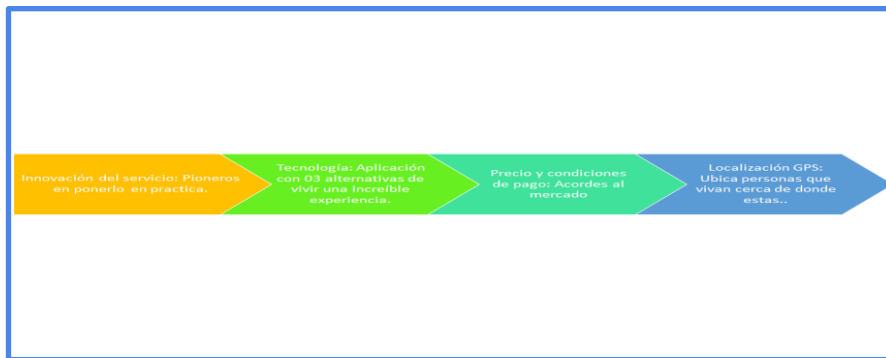 Innovación del servicio: Pioneros
en ponerlo en practica.
Tecnología: Aplicación
con 03 alternativas de
vivir una increíble
experiencia.
Precio y condiciones
de pago: Acordes al
mercado
Localización GPS:
Ubica personas que
vivan cerca de donde
estas..